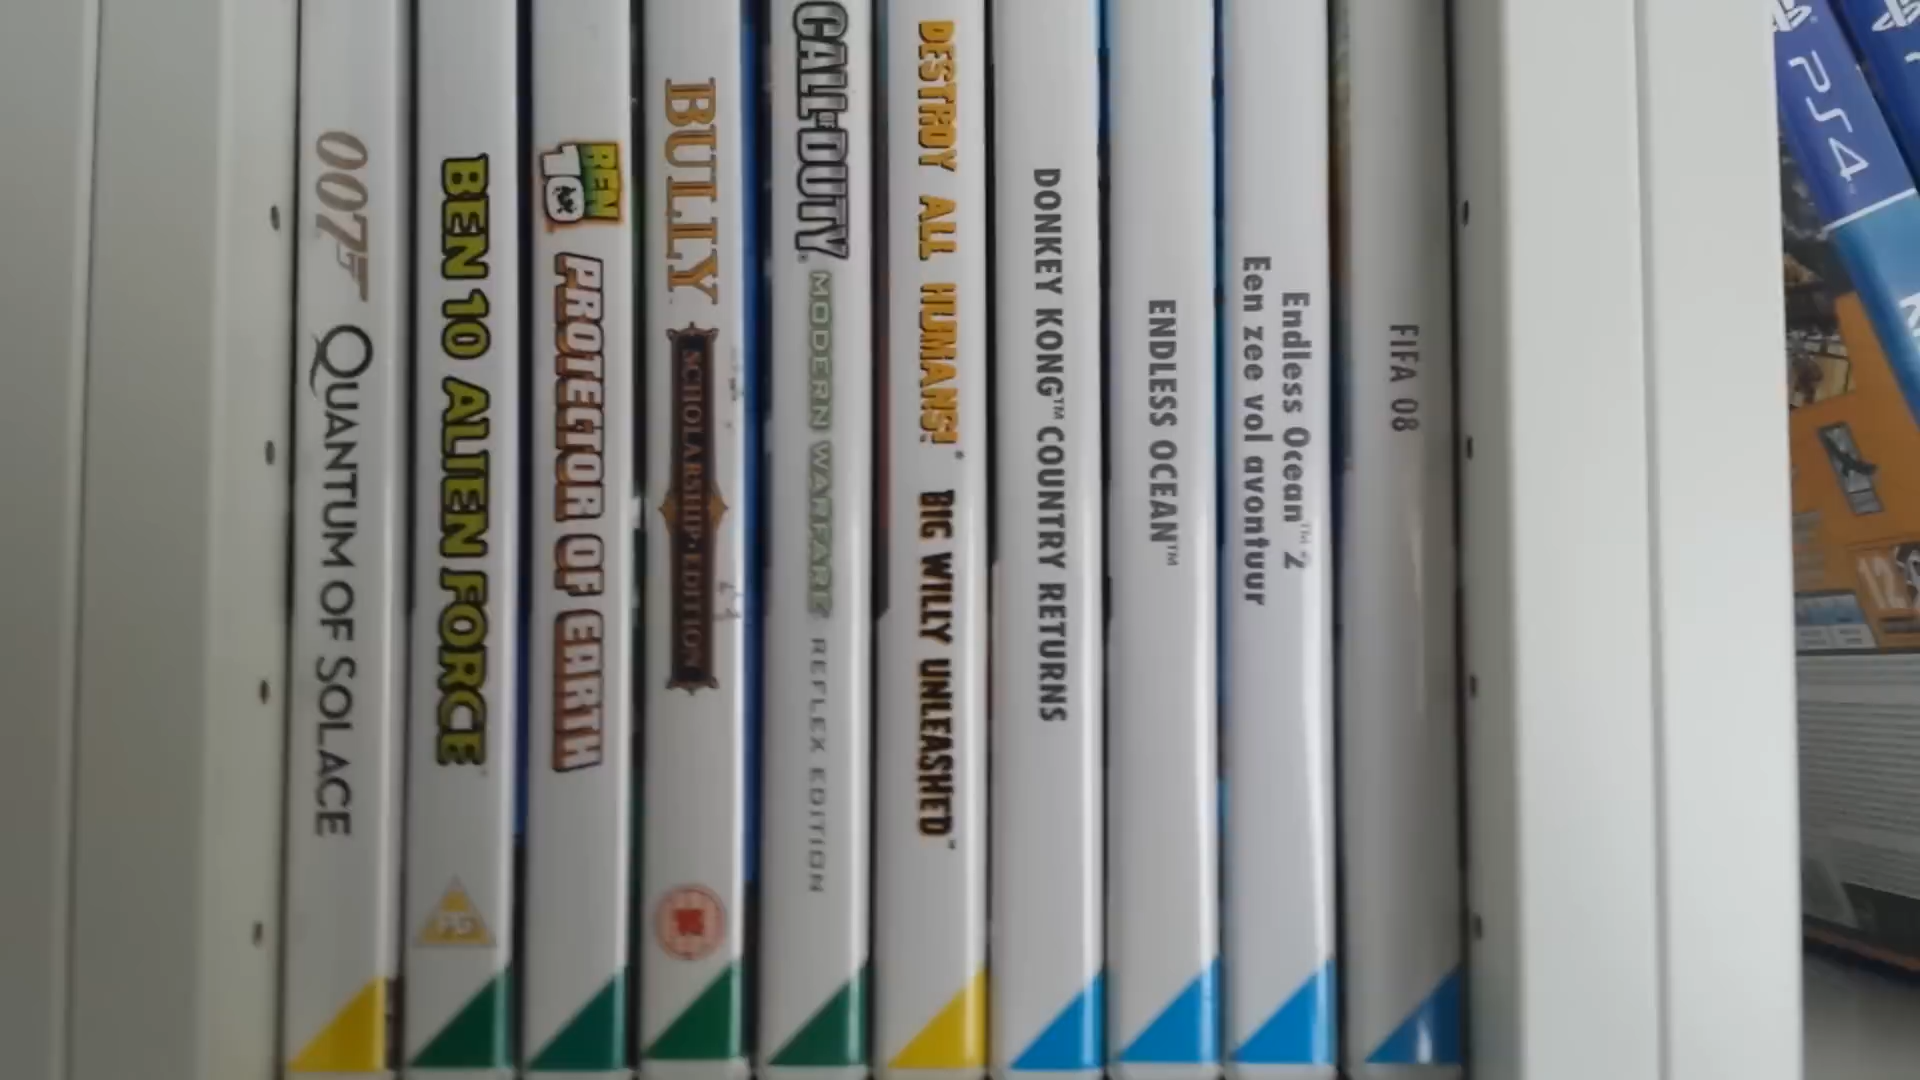 007 QUANTUM OF SOLACE
BEN 10 ALIEN FORCE
PG
BEN 10 PROTECTOR OF EARTH
BULLY SCHOLARSHIP EDITION
CALL OF DUTY MODERN WARFARE REFLEX EDITION
DESTROY ALL HUMANS! BIG WILLY UNLEASHED
DONKEY KONG™ COUNTRY RETURNS
ENDLESS OCEAN™
Endless Ocean™ 2
Een zee vol avontuur
FIFA 08
PS4
12